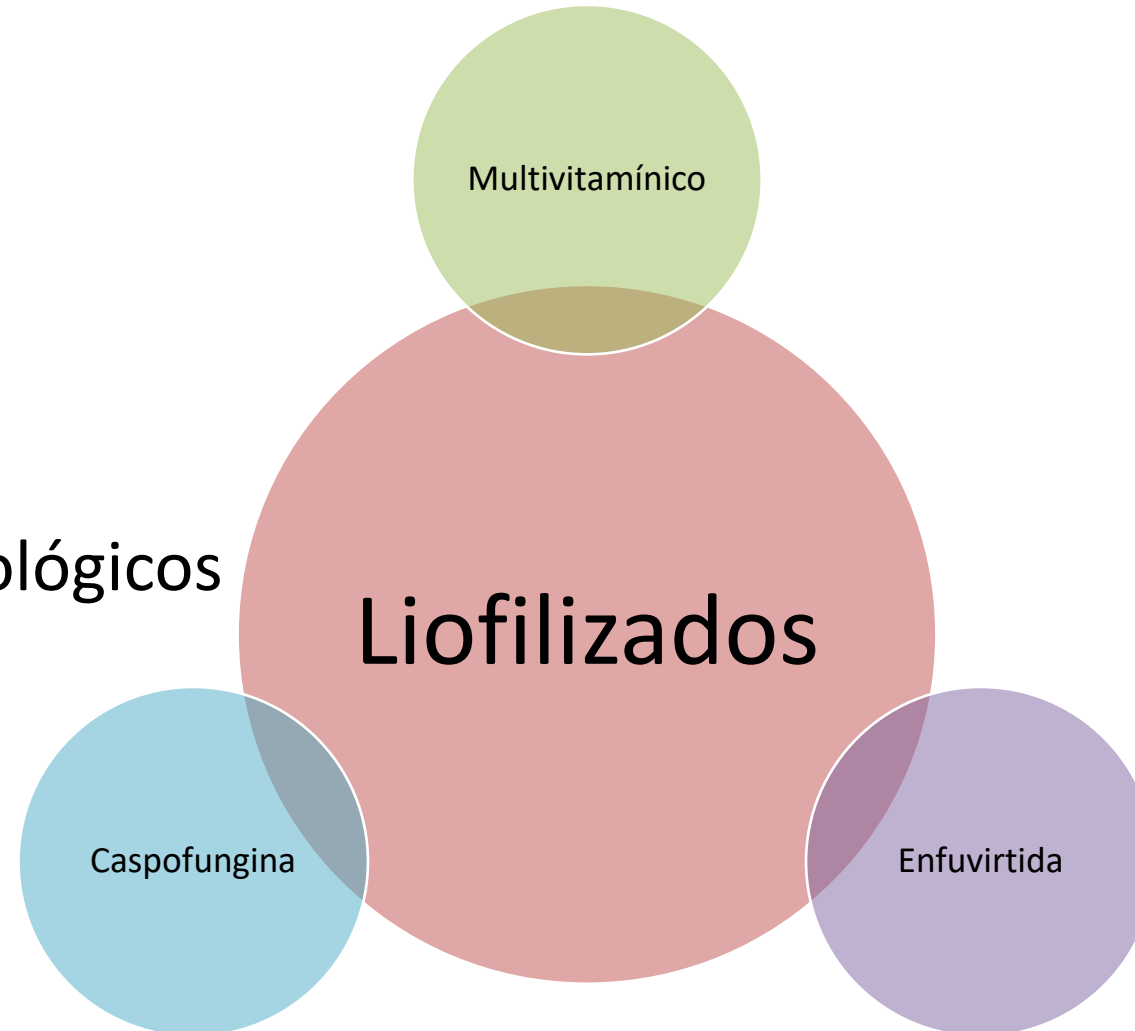 Multivitamínico
ológicos
Liofilizados
Caspofungina
Enfuvirtida